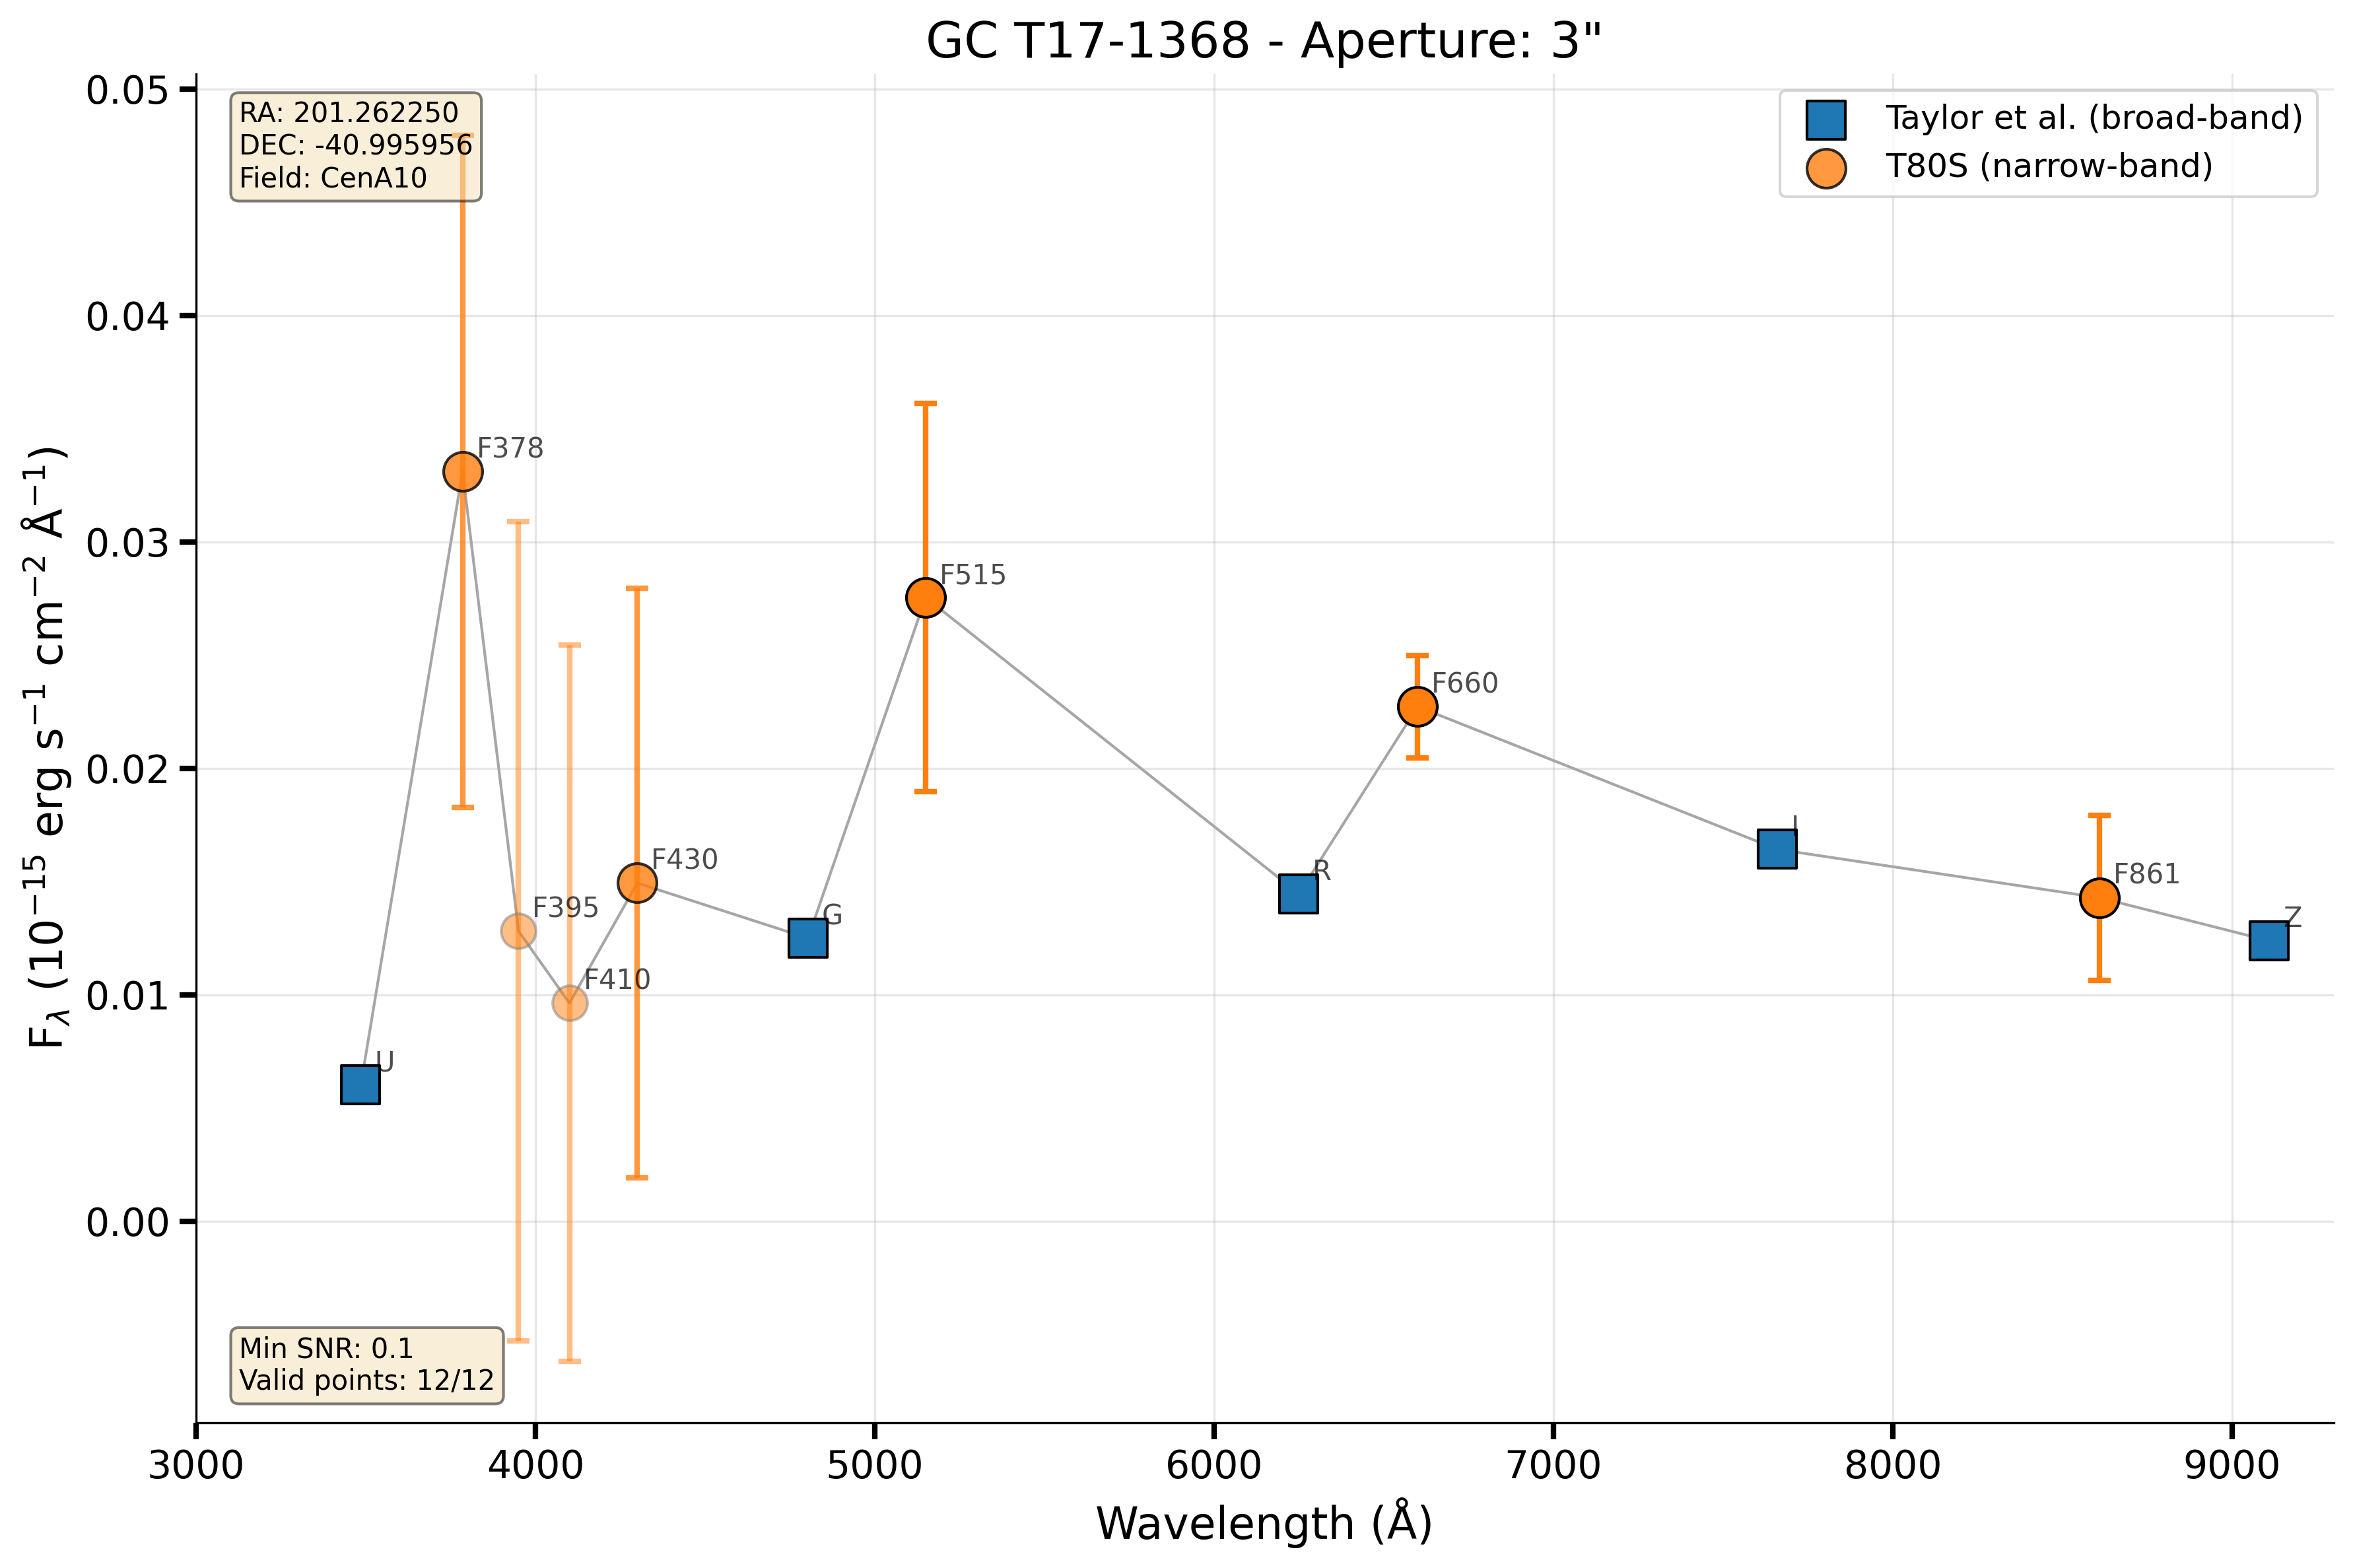 GC T17-1368 - Aperture: 3"
RA: 201.262250
DEC: -40.995956
Field: CenA10
Taylor et al. (broad-band)
T80S (narrow-band)
0.05
0.04
0.03
0.02
0.01
0.00
F_λ (10⁻¹⁵ erg s⁻¹ cm⁻² Å⁻¹)
U
F378
F395
F410
F430
G
F515
R
F660
I
F861
Z
Min SNR: 0.1
Valid points: 12/12
3000 4000 5000 6000 7000 8000 9000
Wavelength (Å)